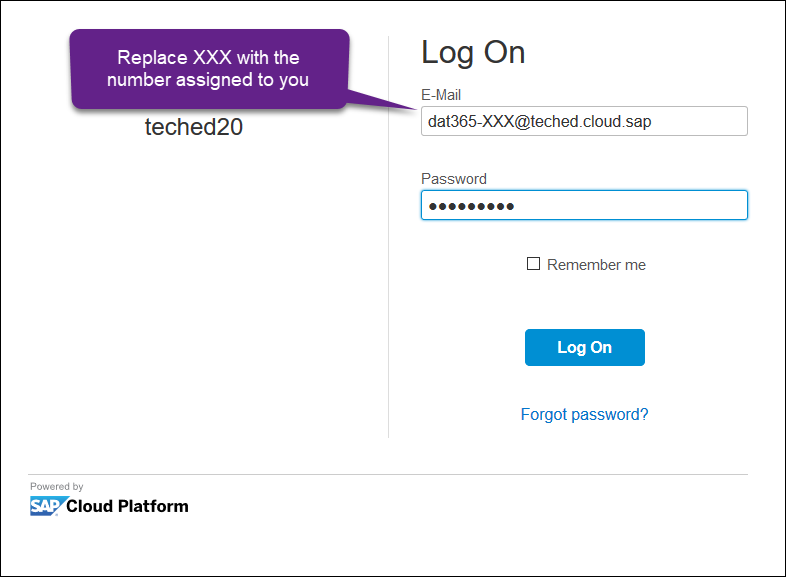 Replace XXX with the
number assigned to you
teched20
Log On
E-Mail
dat365-XXX@teched.cloud.sap
Password
Remember me
Log On
Forgot password?
Powered by
SAP Cloud Platform